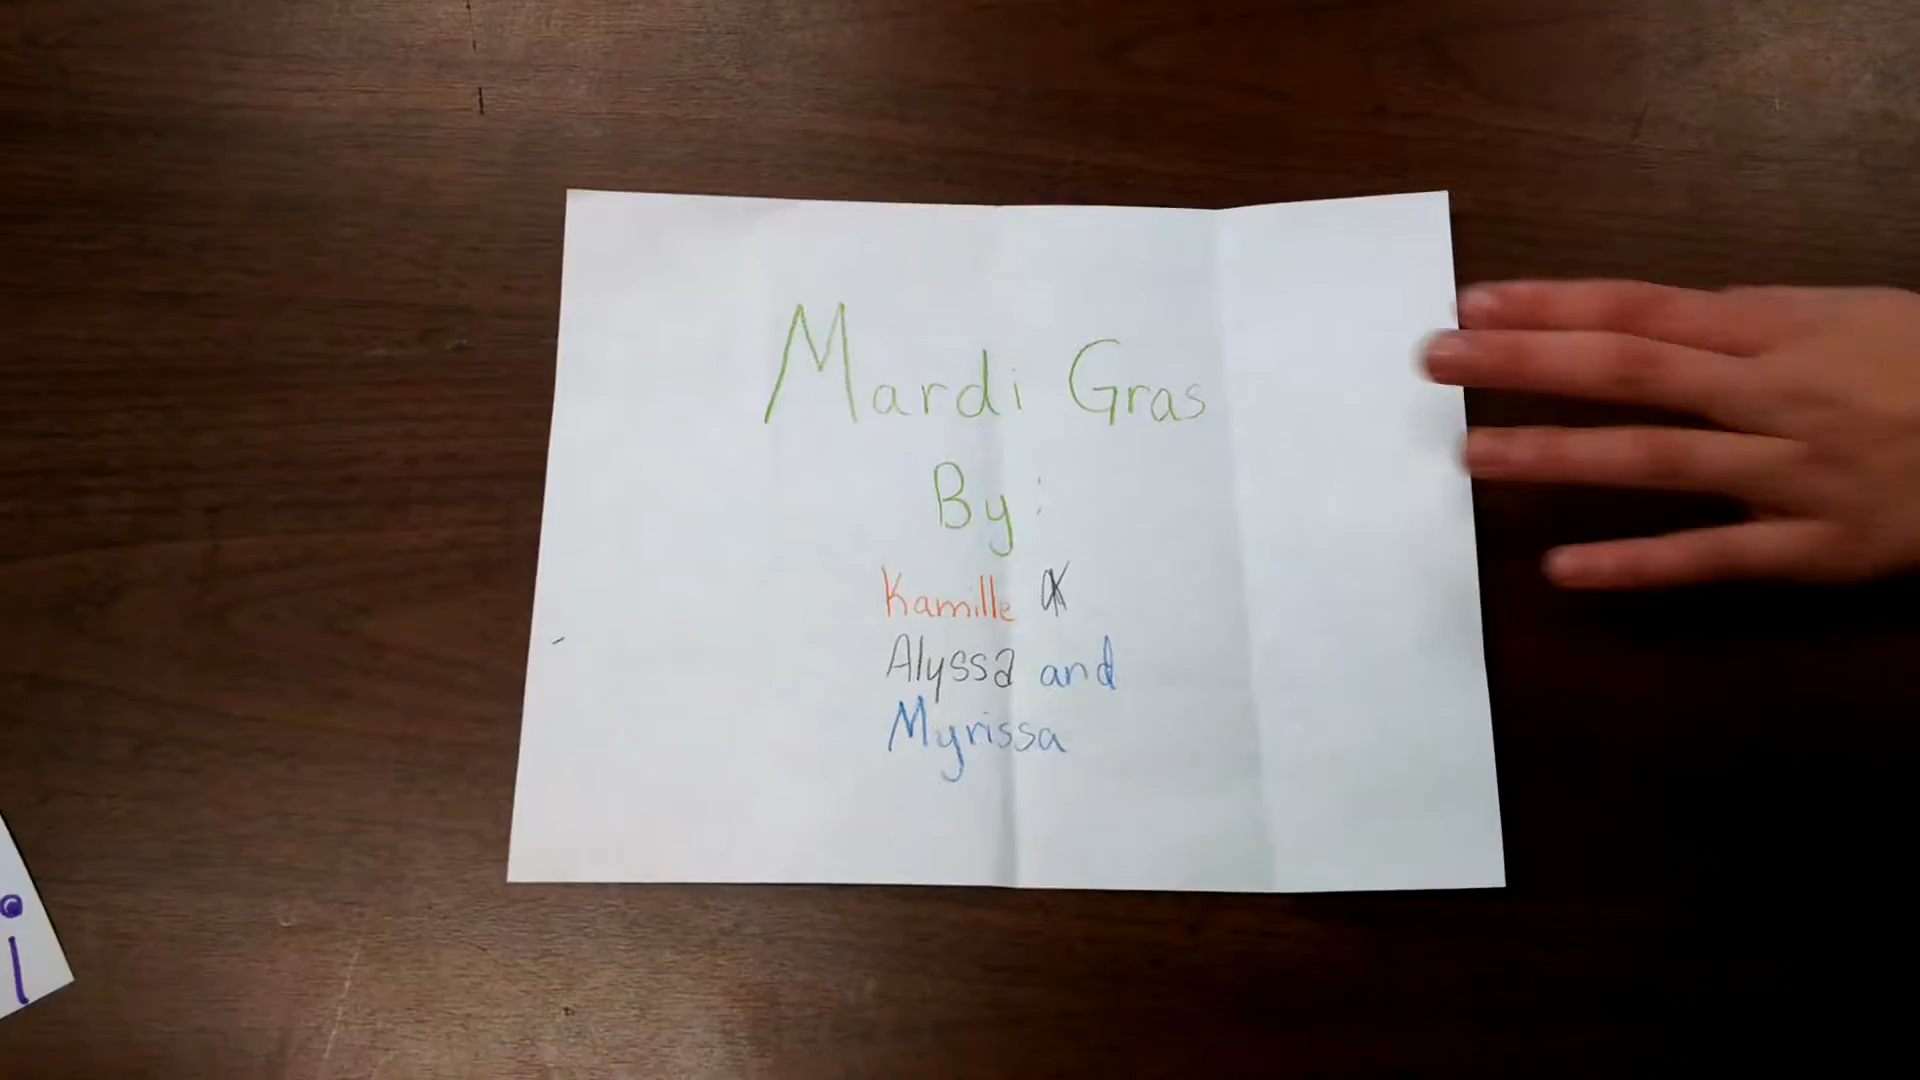 Mardi Gras
By:
Kamille
Alyssa and
Myrissa
i